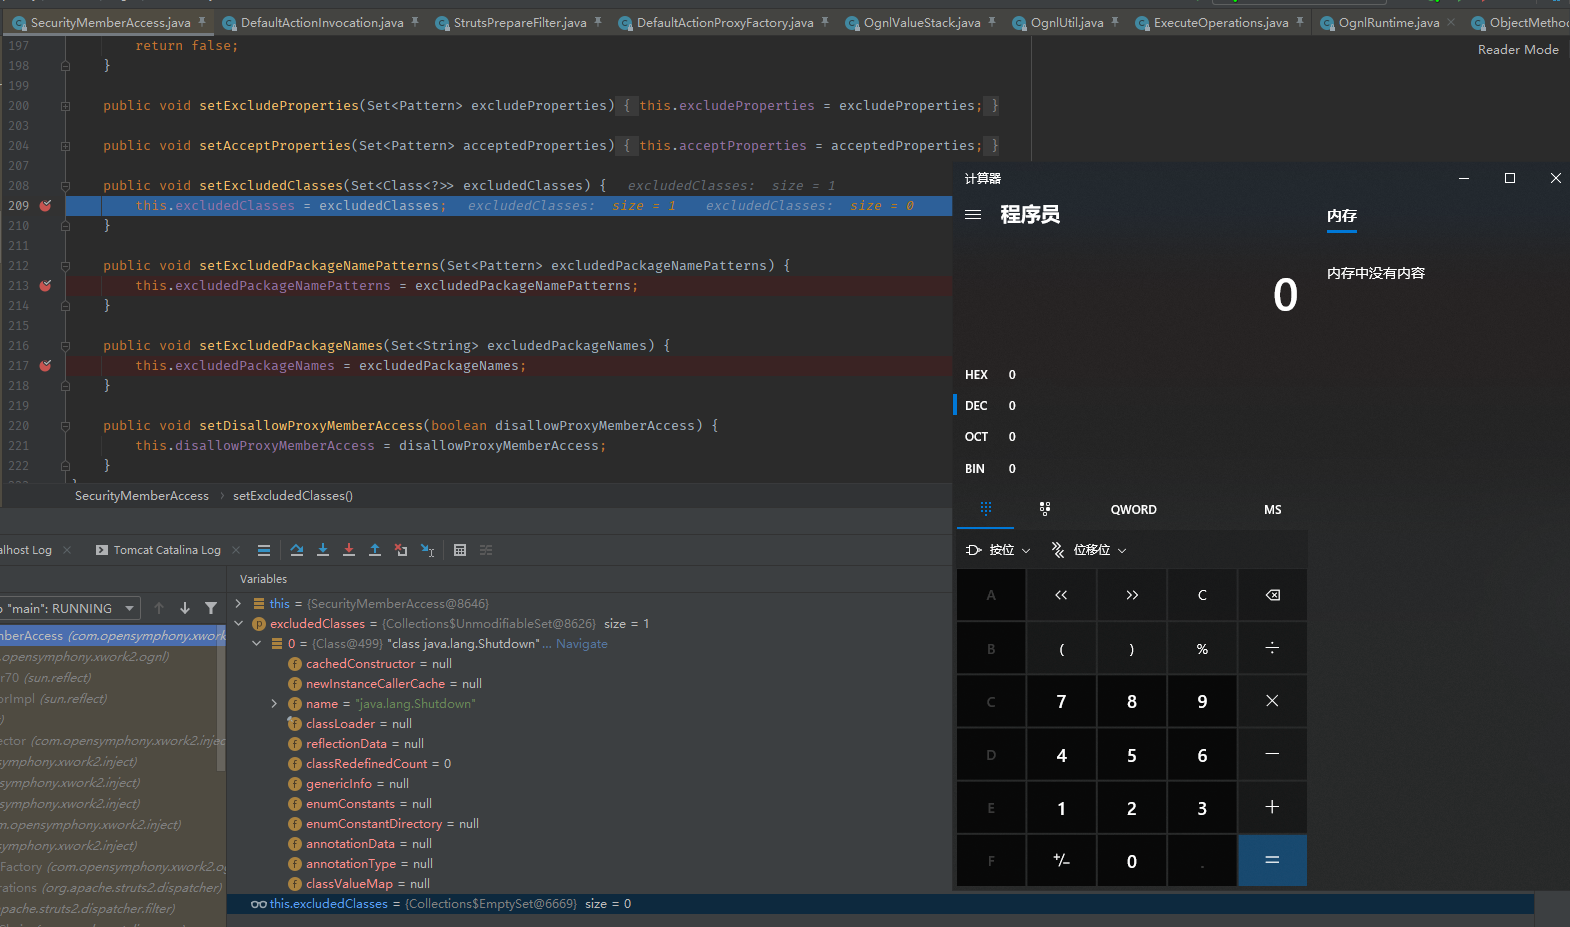 SecurityMemberAccess.java DefaultActionInvocation.java StrutsPrepareFilter.java DefaultActionProxyFactory.java OgnlValueStack.java OgnlUtil.java ExecuteOperations.java OgnlRuntime.java ObjectMetho
Reader Mode
197 return false;
198 }
199
200 public void setExcludeProperties(Set<Pattern> excludeProperties) { this.excludeProperties = excludeProperties; }
203
204 public void setAcceptProperties(Set<Pattern> acceptedProperties) { this.acceptProperties = acceptedProperties; }
207
208 public void setExcludedClasses(Set<Class<?>> excludedClasses) { excludedClasses: size = 1
209 this.excludedClasses = excludedClasses; excludedClasses: size = 1 excludedClasses: size = 0
210 }
211
212 public void setExcludedPackageNamePatterns(Set<Pattern> excludedPackageNamePatterns) {
213 this.excludedPackageNamePatterns = excludedPackageNamePatterns;
214 }
215
216 public void setExcludedPackageNames(Set<String> excludedPackageNames) {
217 this.excludedPackageNames = excludedPackageNames;
218 }
219
220 public void setDisallowProxyMemberAccess(boolean disallowProxyMemberAccess) {
221 this.disallowProxyMemberAccess = disallowProxyMemberAccess;
222 }
SecurityMemberAccess › setExcludedClasses()
alhost Log Tomcat Catalina Log
Variables
"main": RUNNING
mberAccess (com.opensymphony.xwork
.opensymphony.xwork2.ognl)
r70 (sun.reflect)
orImpl (sun.reflect)
)
ector (com.opensymphony.xwork2.injec
symphony.xwork2.inject)
opensymphony.xwork2.inject)
symphony.xwork2.inject)
m.opensymphony.xwork2.inject)
symphony.xwork2.inject)
Factory (com.opensymphony.xwork2.og
rations (org.apache.struts2.dispatcher)
pache.struts2.dispatcher.filter)
this = {SecurityMemberAccess@8646}
excludedClasses = {Collections$UnmodifiableSet@8626} size = 1
0 = {Class@499} "class java.lang.Shutdown"... Navigate
cachedConstructor = null
newInstanceCallerCache = null
name = "java.lang.Shutdown"
classLoader = null
reflectionData = null
classRedefinedCount = 0
genericInfo = null
enumConstants = null
enumConstantDirectory = null
annotationData = null
annotationType = null
classValueMap = null
this.excludedClasses = {Collections$EmptySet@6669} size = 0
计算器
程序员
内存
内存中没有内容
0
HEX 0
DEC 0
OCT 0
BIN 0
QWORD MS
按位 位移位
A << >> C
B ( ) % ÷
C 7 8 9 ×
D 4 5 6 −
E 1 2 3 +
F +/− 0 . =